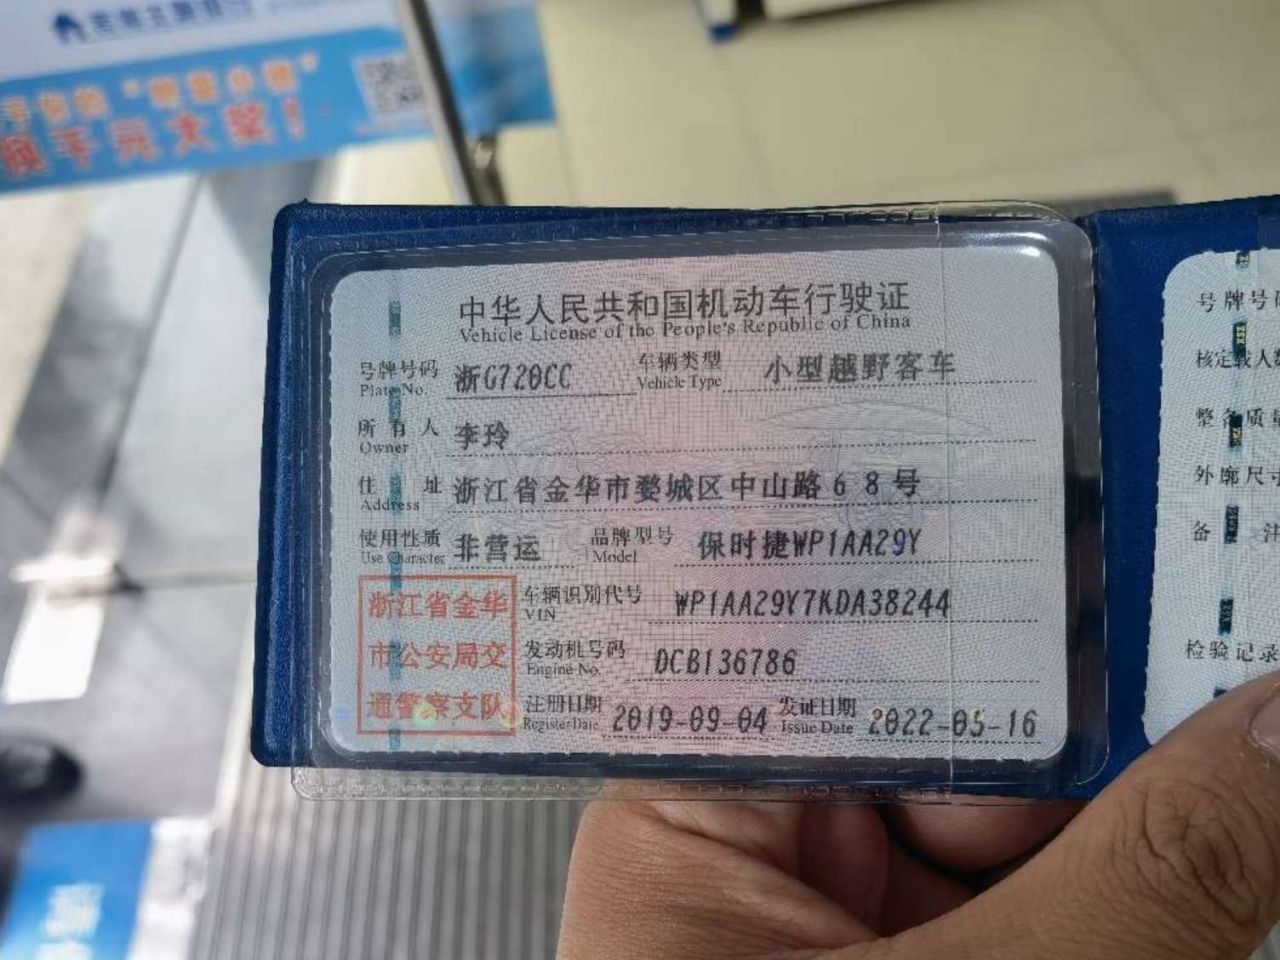 换千元大奖！
中华人民共和国机动车行驶证
Vehicle License of the People's Republic of China
号牌号码 浙G720CC 车辆类型 小型越野客车
Plate No. Vehicle Type
所有人 李玲
Owner
住址 浙江省金华市婺城区中山路68号
Address
使用性质 非营运 品牌型号 保时捷WP1AA29Y
Use Character Model
浙江省金华
市公安局交
通警察支队
车辆识别代号 WP1AA29Y7KDA38244
VIN
发动机号码 DCB136786
Engine No.
注册日期 2019-09-04 发证日期 2022-05-16
Register Date Issue Date
号牌号
核定载人
整备质量
外廓尺寸
备注
检验记录